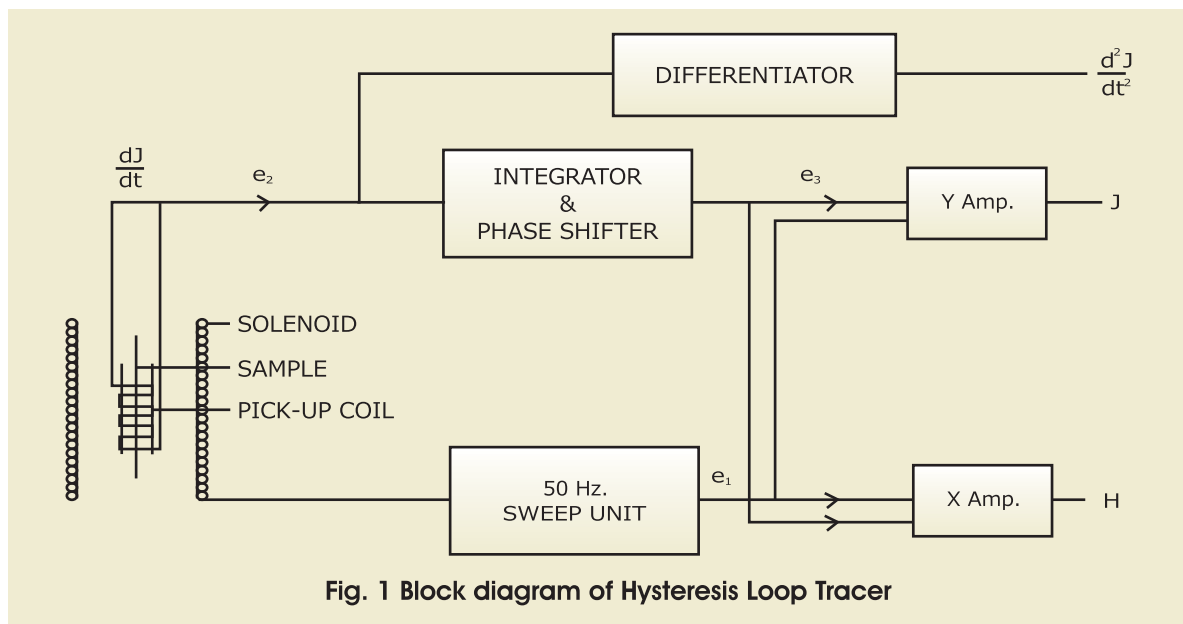 DIFFERENTIATOR
d²J
dt²
dJ
dt
e₂
INTEGRATOR
&
PHASE SHIFTER
e₃
Y Amp.
J
SOLENOID
SAMPLE
PICK-UP COIL
50 Hz.
SWEEP UNIT
e₁
X Amp.
H
Fig. 1 Block diagram of Hysteresis Loop Tracer